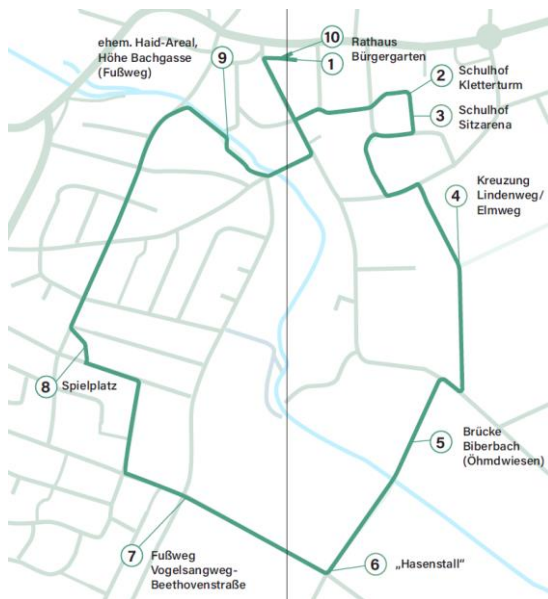 10
Rathaus
Bürgergarten
1
ehem. Haid-Areal,
Höhe Bachgasse
(Fußweg)
9
2
Schulhof
Kletterturm
3
Schulhof
Sitzarena
4
Kreuzung
Lindenweg/
Elmweg
8
Spielplatz
5
Brücke
Biberbach
(Öhmdwiesen)
7
Fußweg
Vogelsangweg-
Beethovenstraße
6
„Hasenstall“